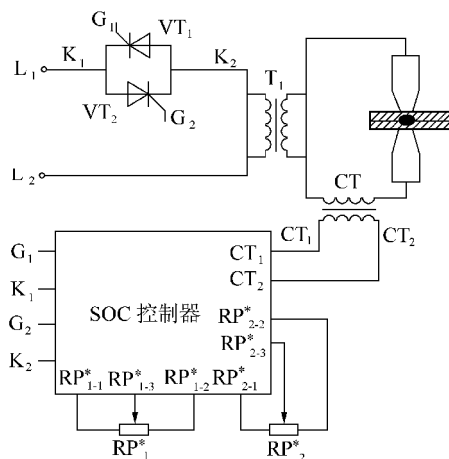 G₁ VT₁
K₁ K₂
L₁
T₁
VT₂ G₂
L₂
CT
CT₁ CT₂
G₁ CT₁
K₁ CT₂
SOC 控制器
G₂ RP*₂₋₂
RP*₂₋₃
K₂
RP*₁₋₁ RP*₁₋₃ RP*₁₋₂ RP*₂₋₁
RP*₁ RP*₂